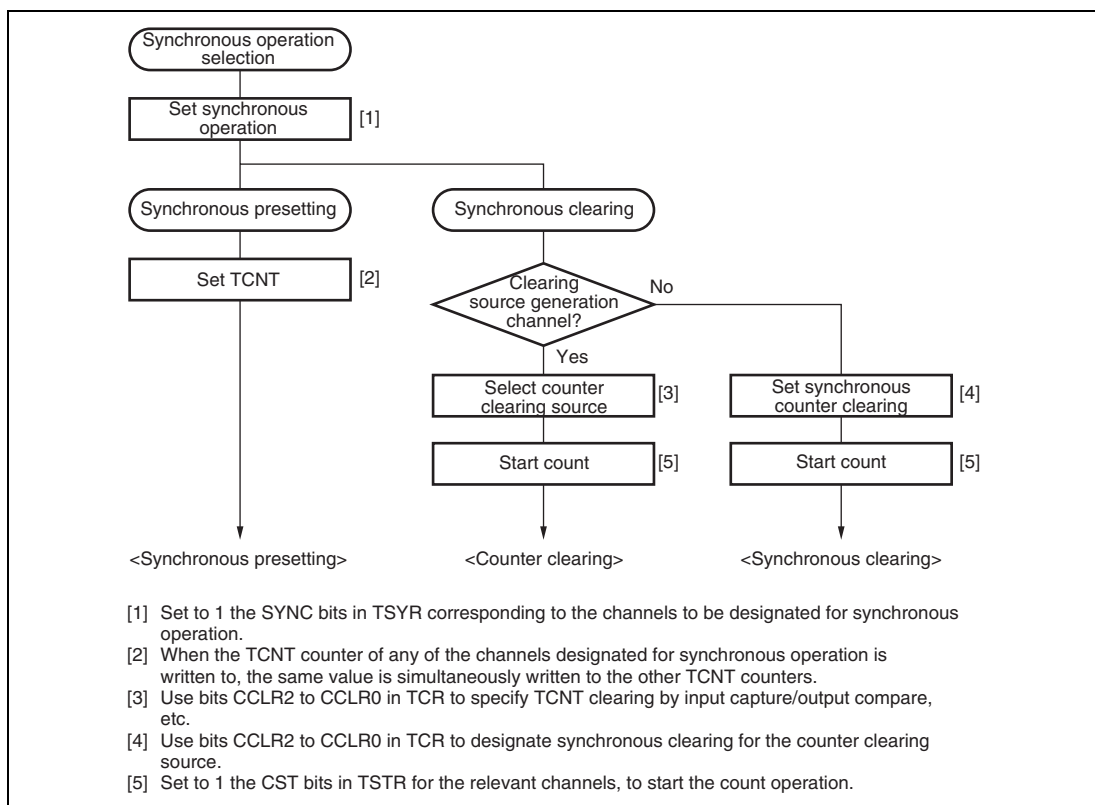 Synchronous operation
selection
Set synchronous
operation
[1]
Synchronous presetting
Synchronous clearing
Set TCNT
[2]
Clearing
source generation
channel?
No
Yes
Select counter
clearing source
[3]
Set synchronous
counter clearing
[4]
Start count
[5]
Start count
[5]
<Synchronous presetting>
<Counter clearing>
<Synchronous clearing>
[1] Set to 1 the SYNC bits in TSYR corresponding to the channels to be designated for synchronous
operation.
[2] When the TCNT counter of any of the channels designated for synchronous operation is
written to, the same value is simultaneously written to the other TCNT counters.
[3] Use bits CCLR2 to CCLR0 in TCR to specify TCNT clearing by input capture/output compare,
etc.
[4] Use bits CCLR2 to CCLR0 in TCR to designate synchronous clearing for the counter clearing
source.
[5] Set to 1 the CST bits in TSTR for the relevant channels, to start the count operation.